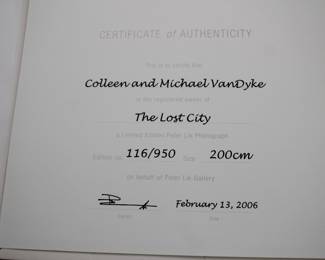 CERTIFICATE of AUTHENTICITY
This is to certify that
Colleen and Michael VanDyke
is the registered owner of
The Lost City
a Limited Edition Peter Lik Photograph
Edition no. 116/950 Size 200cm
on behalf of Peter Lik Gallery
February 13, 2006
Date